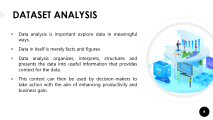 DATASET ANALYSIS
• Data analysis is important explore data in meaningful
ways.
• Data in itself is merely facts and figures.
• Data analysis organizes, interprets, structures and
presents the data into useful information that provides
context for the data.
• This context can then be used by decision-makers to
take action with the aim of enhancing productivity and
business gain.